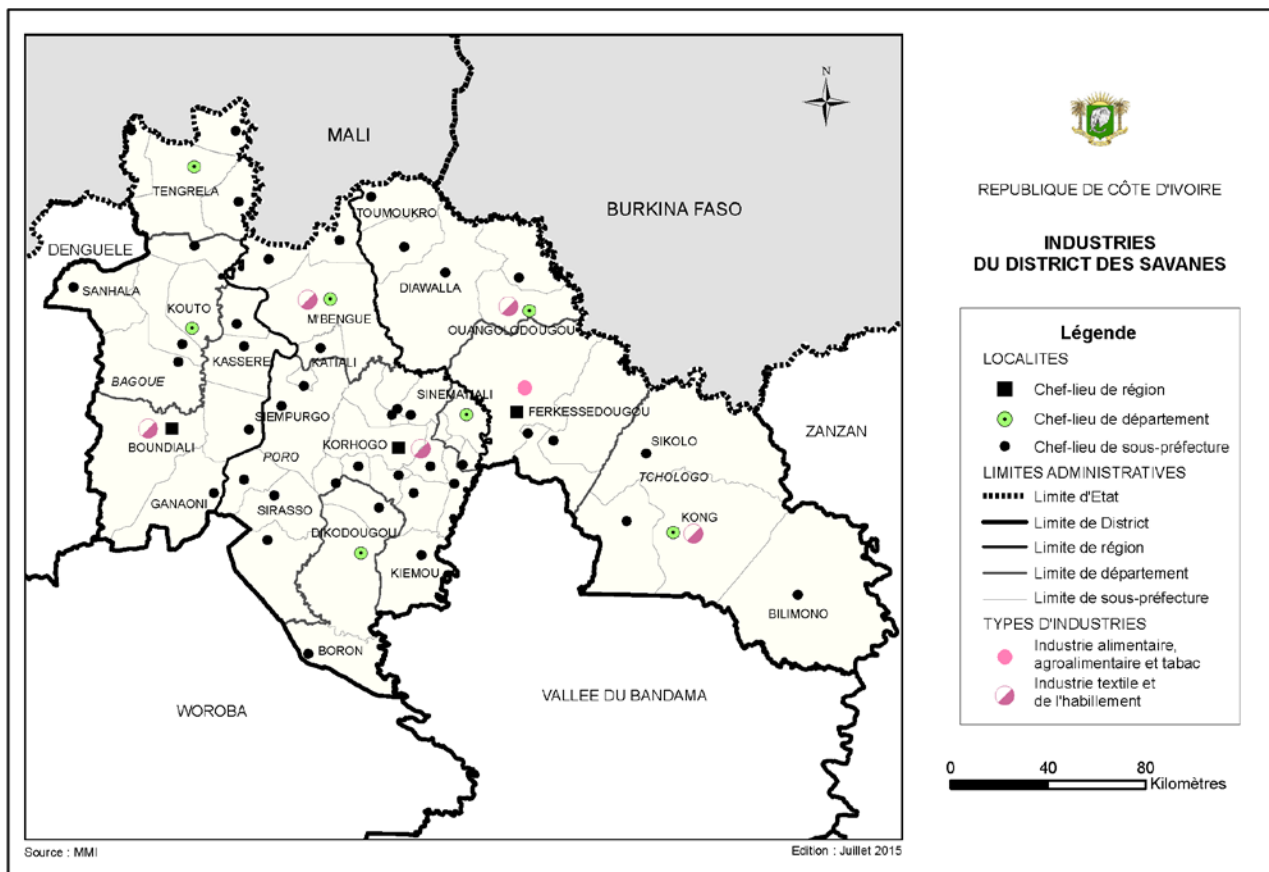 N
MALI
TENGRELA
TOUMOUKRO
BURKINA FASO
DENGUELE
SANHALA
DIAWALLA
KOUTO
M'BENGUE
OUANGOLODOUGOU
KASSERE
KATIALI
BAGOUE
SINEMATIALI
SIEMPURGO
FERKESSEDOUGOU
ZANZAN
BOUNDIALI
KORHOGO
SIKOLO
PORO
TCHOLOGO
GANAONI
SIRASSO
KONG
DIKODOUGOU
KIEMOU
BILIMONO
BORON
VALLEE DU BANDAMA
WOROBA
Source : MMI
Edition : Juillet 2015
REPUBLIQUE DE CÔTE D'IVOIRE
INDUSTRIES
DU DISTRICT DES SAVANES
Légende
LOCALITES
Chef-lieu de région
Chef-lieu de département
Chef-lieu de sous-préfecture
LIMITES ADMINISTRATIVES
Limite d'Etat
Limite de District
Limite de région
Limite de département
Limite de sous-préfecture
TYPES D'INDUSTRIES
Industrie alimentaire,
agroalimentaire et tabac
Industrie textile et
de l'habillement
0 40 80
Kilomètres